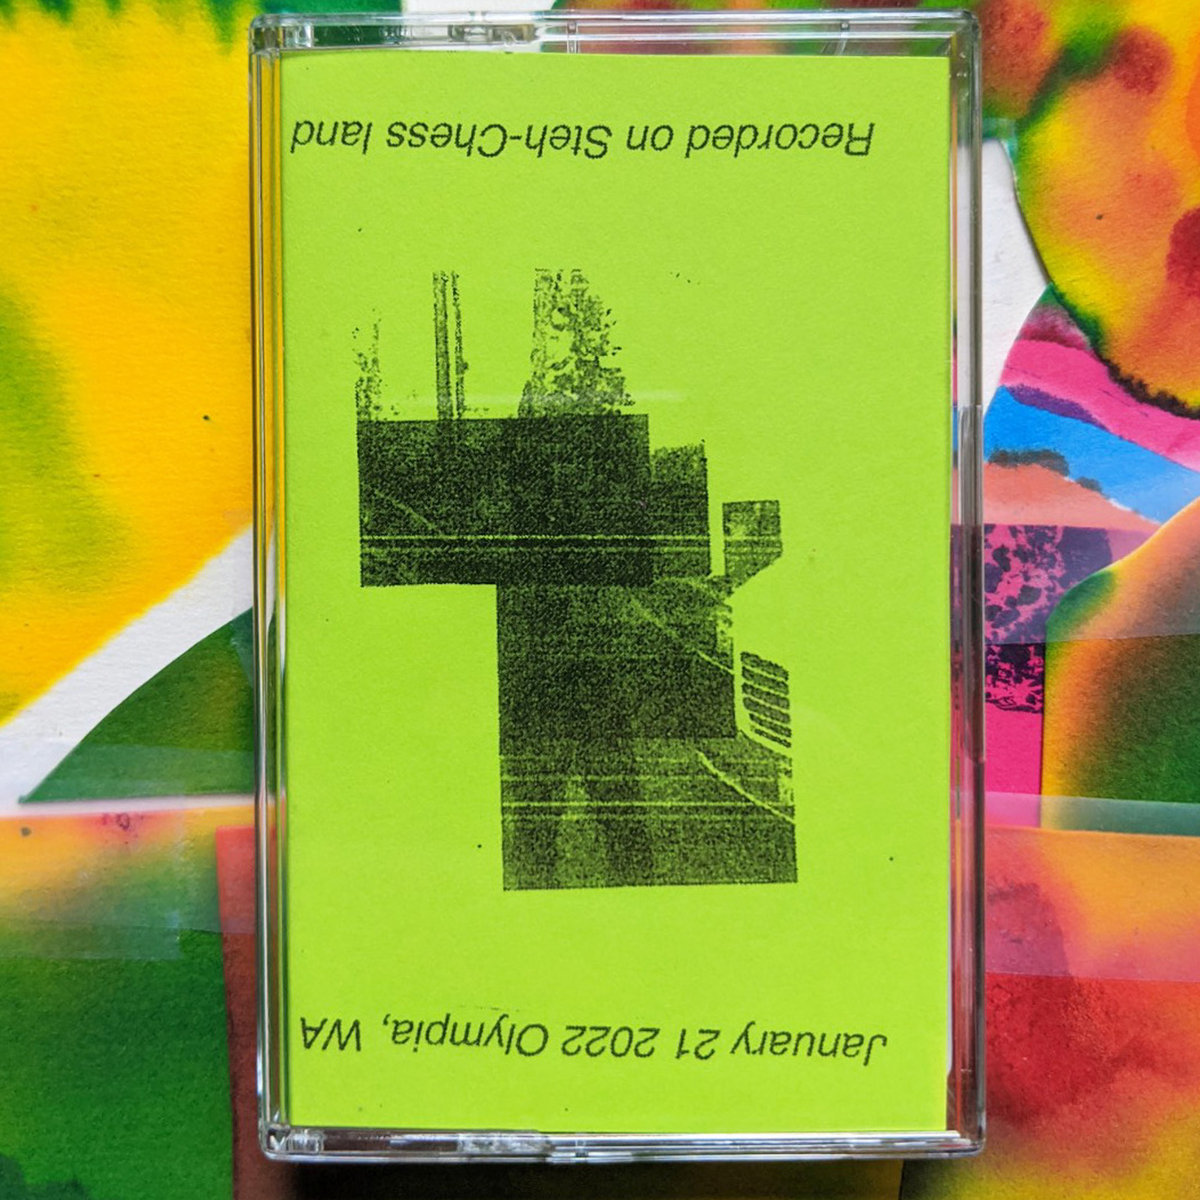 January 21 2022 Olympia, WA
Recorded on Steh-Chess land